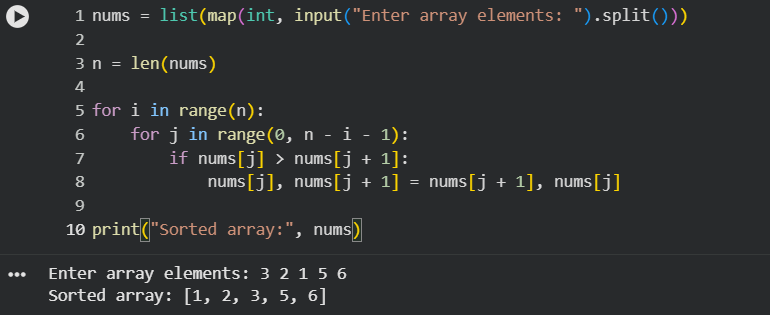 1 nums = list(map(int, input("Enter array elements: ").split()))
2
3 n = len(nums)
4
5 for i in range(n):
6     for j in range(0, n - i - 1):
7         if nums[j] > nums[j + 1]:
8             nums[j], nums[j + 1] = nums[j + 1], nums[j]
9
10 print("Sorted array:", nums)
Enter array elements: 3 2 1 5 6
Sorted array: [1, 2, 3, 5, 6]